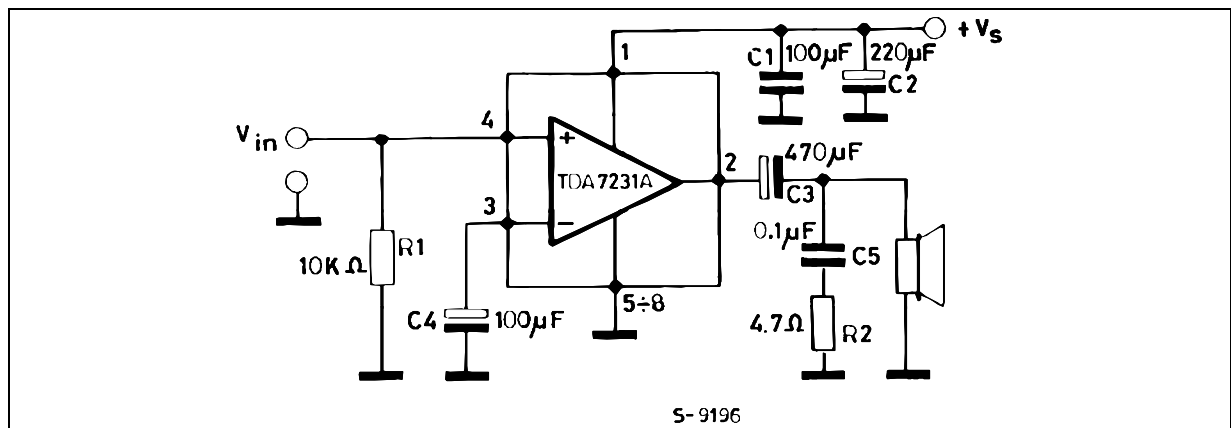 +Vs
1
C1
100µF
220µF
C2
Vin
4
+
TDA7231A
2
470µF
C3
3
−
0.1µF
C5
R1
10KΩ
5÷8
C4
100µF
4.7Ω
R2
S-9196